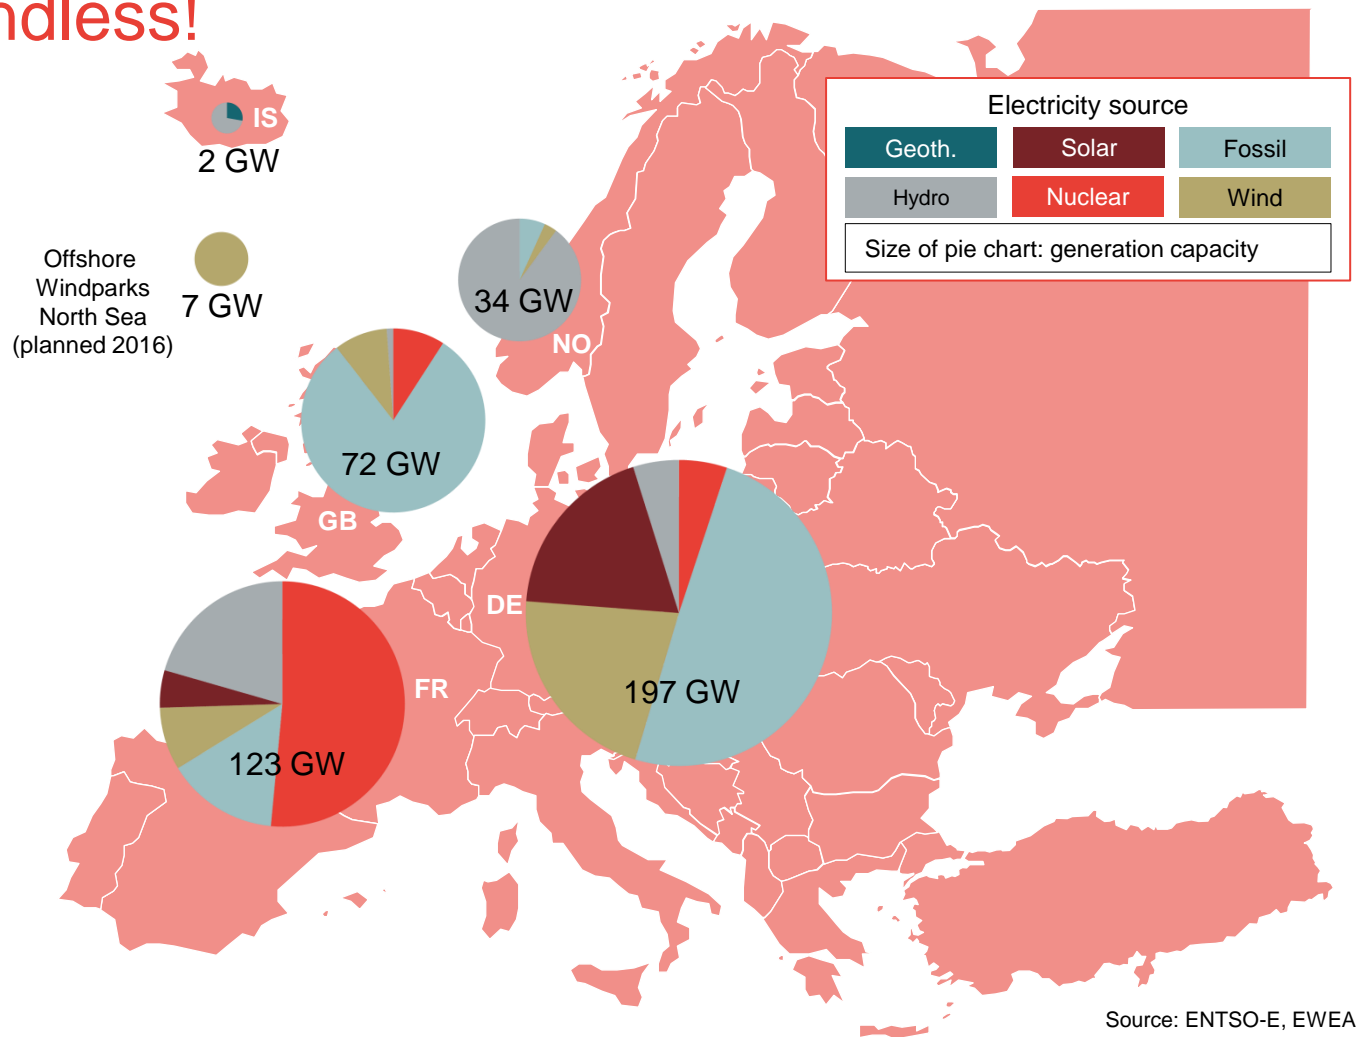 ndless!
IS
2 GW
Electricity source
Geoth.
Solar
Fossil
Hydro
Nuclear
Wind
Size of pie chart: generation capacity
Offshore
Windparks
North Sea
(planned 2016)
7 GW
34 GW
NO
72 GW
GB
DE
197 GW
FR
123 GW
Source: ENTSO-E, EWEA